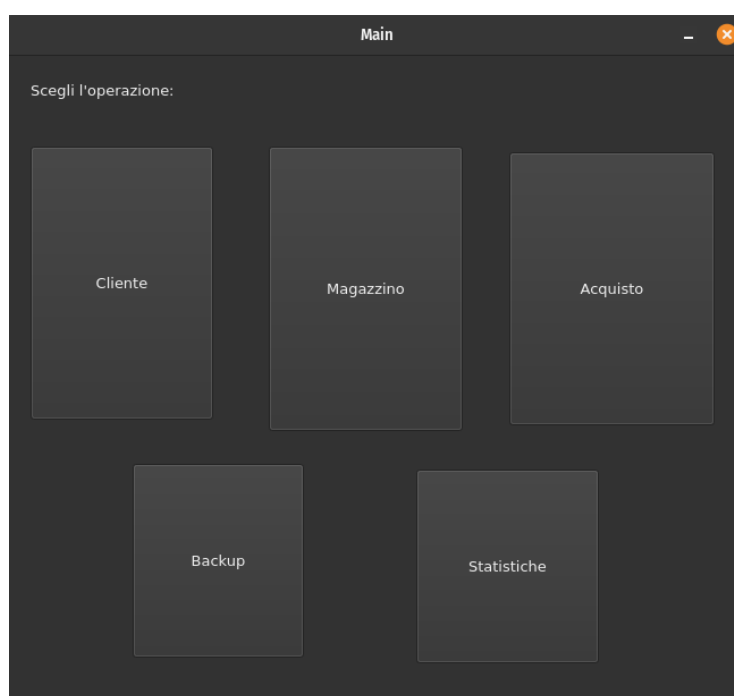 Main
Scegli l'operazione:
Cliente
Magazzino
Acquisto
Backup
Statistiche